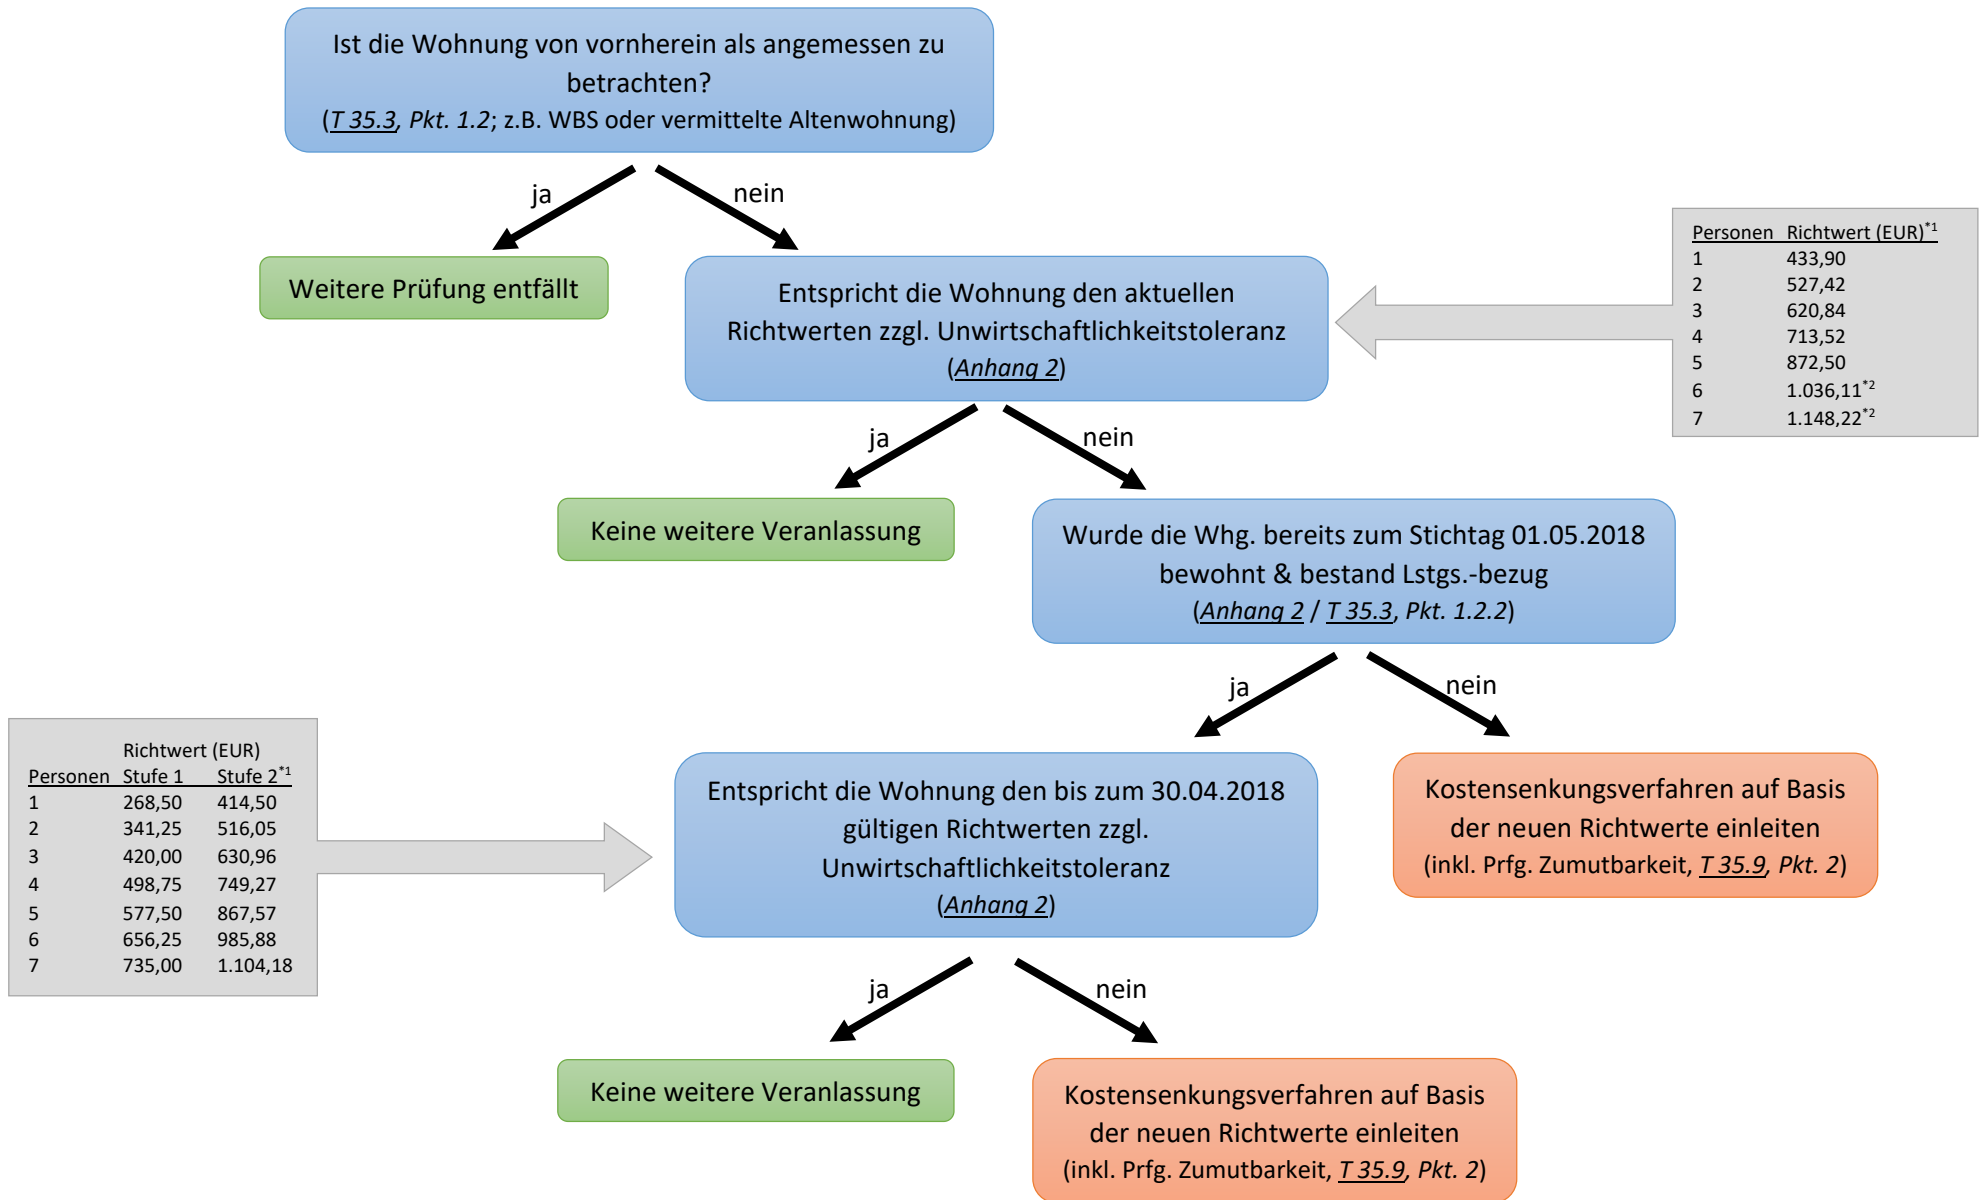 Ist die Wohnung von vornherein als angemessen zu
betrachten?
(T 35.3, Pkt. 1.2; z.B. WBS oder vermittelte Altenwohnung)
ja
nein
Weitere Prüfung entfällt
Entspricht die Wohnung den aktuellen
Richtwerten zzgl. Unwirtschaftlichkeitstoleranz
(Anhang 2)
Personen Richtwert (EUR)*1
1 433,90
2 527,42
3 620,84
4 713,52
5 872,50
6 1.036,11*2
7 1.148,22*2
ja
nein
Keine weitere Veranlassung
Wurde die Whg. bereits zum Stichtag 01.05.2018
bewohnt & bestand Lstgs.-bezug
(Anhang 2 / T 35.3, Pkt. 1.2.2)
ja
nein
Richtwert (EUR)
Personen Stufe 1 Stufe 2*1
1 268,50 414,50
2 341,25 516,05
3 420,00 630,96
4 498,75 749,27
5 577,50 867,57
6 656,25 985,88
7 735,00 1.104,18
Entspricht die Wohnung den bis zum 30.04.2018
gültigen Richtwerten zzgl.
Unwirtschaftlichkeitstoleranz
(Anhang 2)
Kostensenkungsverfahren auf Basis
der neuen Richtwerte einleiten
(inkl. Prfg. Zumutbarkeit, T 35.9, Pkt. 2)
ja
nein
Keine weitere Veranlassung
Kostensenkungsverfahren auf Basis
der neuen Richtwerte einleiten
(inkl. Prfg. Zumutbarkeit, T 35.9, Pkt. 2)